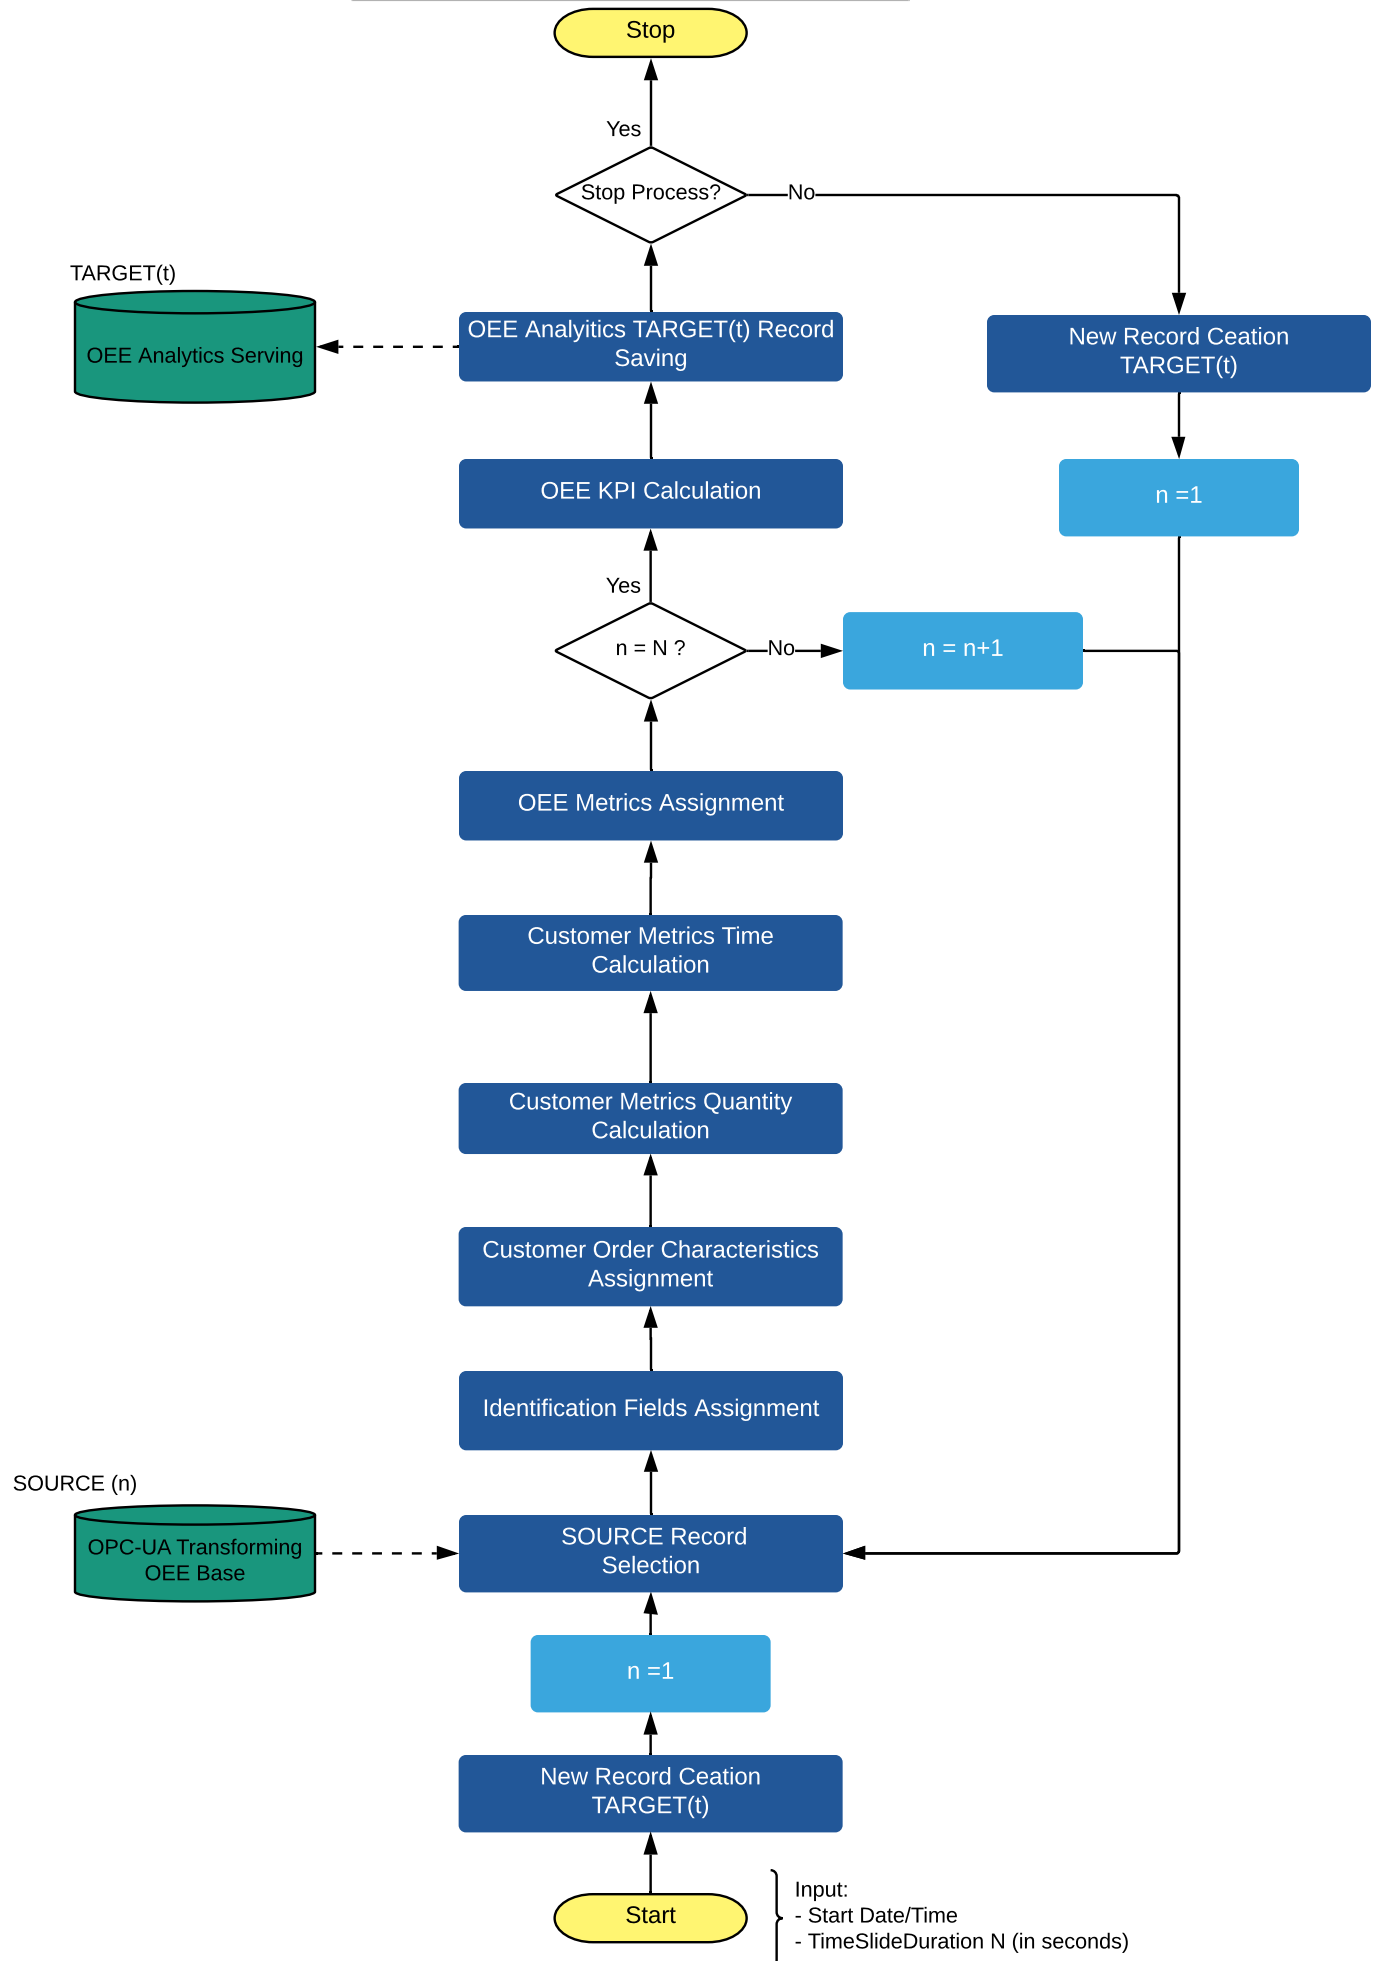 Stop
Yes
Stop Process?
No
TARGET(t)
OEE Analytics Serving
OEE Analyitics TARGET(t) Record
Saving
New Record Ceation
TARGET(t)
OEE KPI Calculation
n =1
Yes
n = N ?
No
n = n+1
OEE Metrics Assignment
Customer Metrics Time
Calculation
Customer Metrics Quantity
Calculation
Customer Order Characteristics
Assignment
Identification Fields Assignment
SOURCE (n)
OPC-UA Transforming
OEE Base
SOURCE Record
Selection
n =1
New Record Ceation
TARGET(t)
Start
Input:
- Start Date/Time
- TimeSlideDuration N (in seconds)